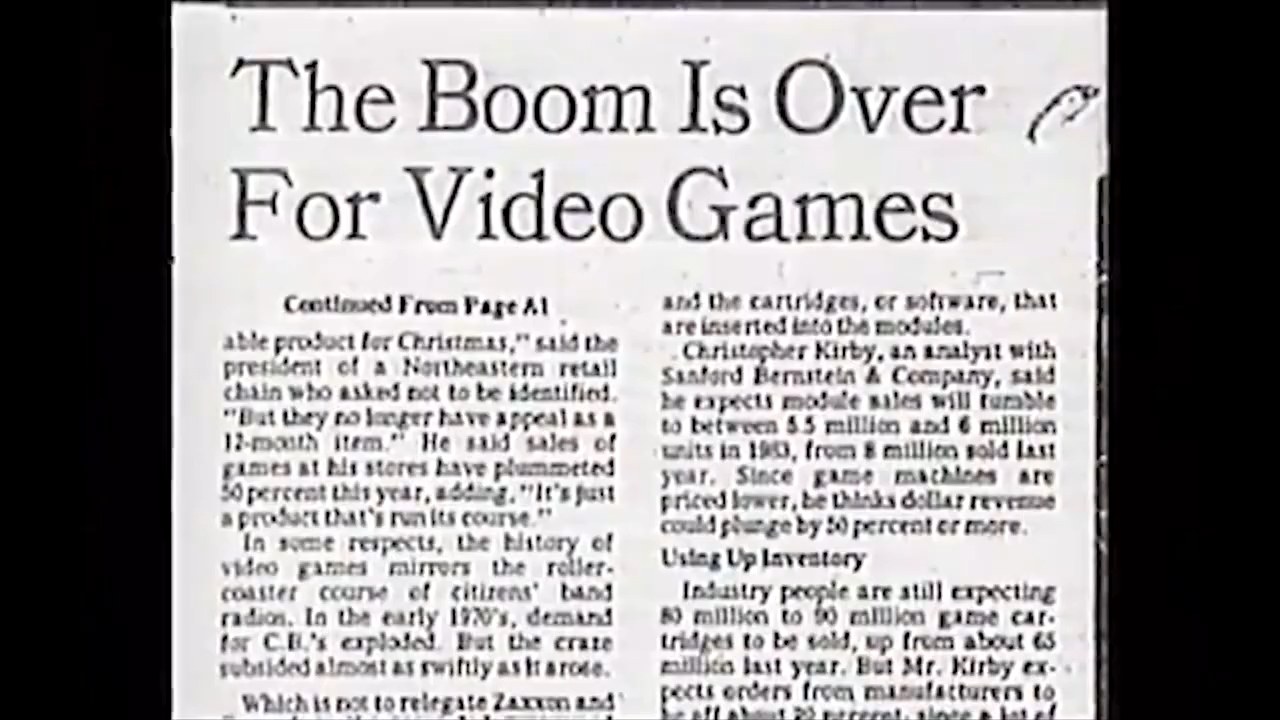 The Boom Is Over
For Video Games
Continued From Page A1
able product for Christmas," said the
president of a Northeastern retail
chain who asked not to be identified.
"But they no longer have appeal as a
12-month item." He said sales of
games at his stores have plummeted
50 percent this year, adding, "It's just
a product that's run its course."
In some respects, the history of
video games mirrors the roller-
coaster course of citizens' band
radios. In the early 1970's, demand
for C.B.'s exploded. But the craze
subsided almost as swiftly as it arose.
Which is not to relegate Zaxxon and
and the cartridges, or software, that
are inserted into the modules.
Christopher Kirby, an analyst with
Sanford Bernstein & Company, said
he expects module sales will tumble
to between 5.5 million and 6 million
units in 1983, from 8 million sold last
year. Since game machines are
priced lower, he thinks dollar revenue
could plunge by 50 percent or more.
Using Up Inventory
Industry people are still expecting
80 million to 90 million game car-
tridges to be sold, up from about 65
million last year. But Mr. Kirby ex-
pects orders from manufacturers to
be off about 20 percent, since a lot of